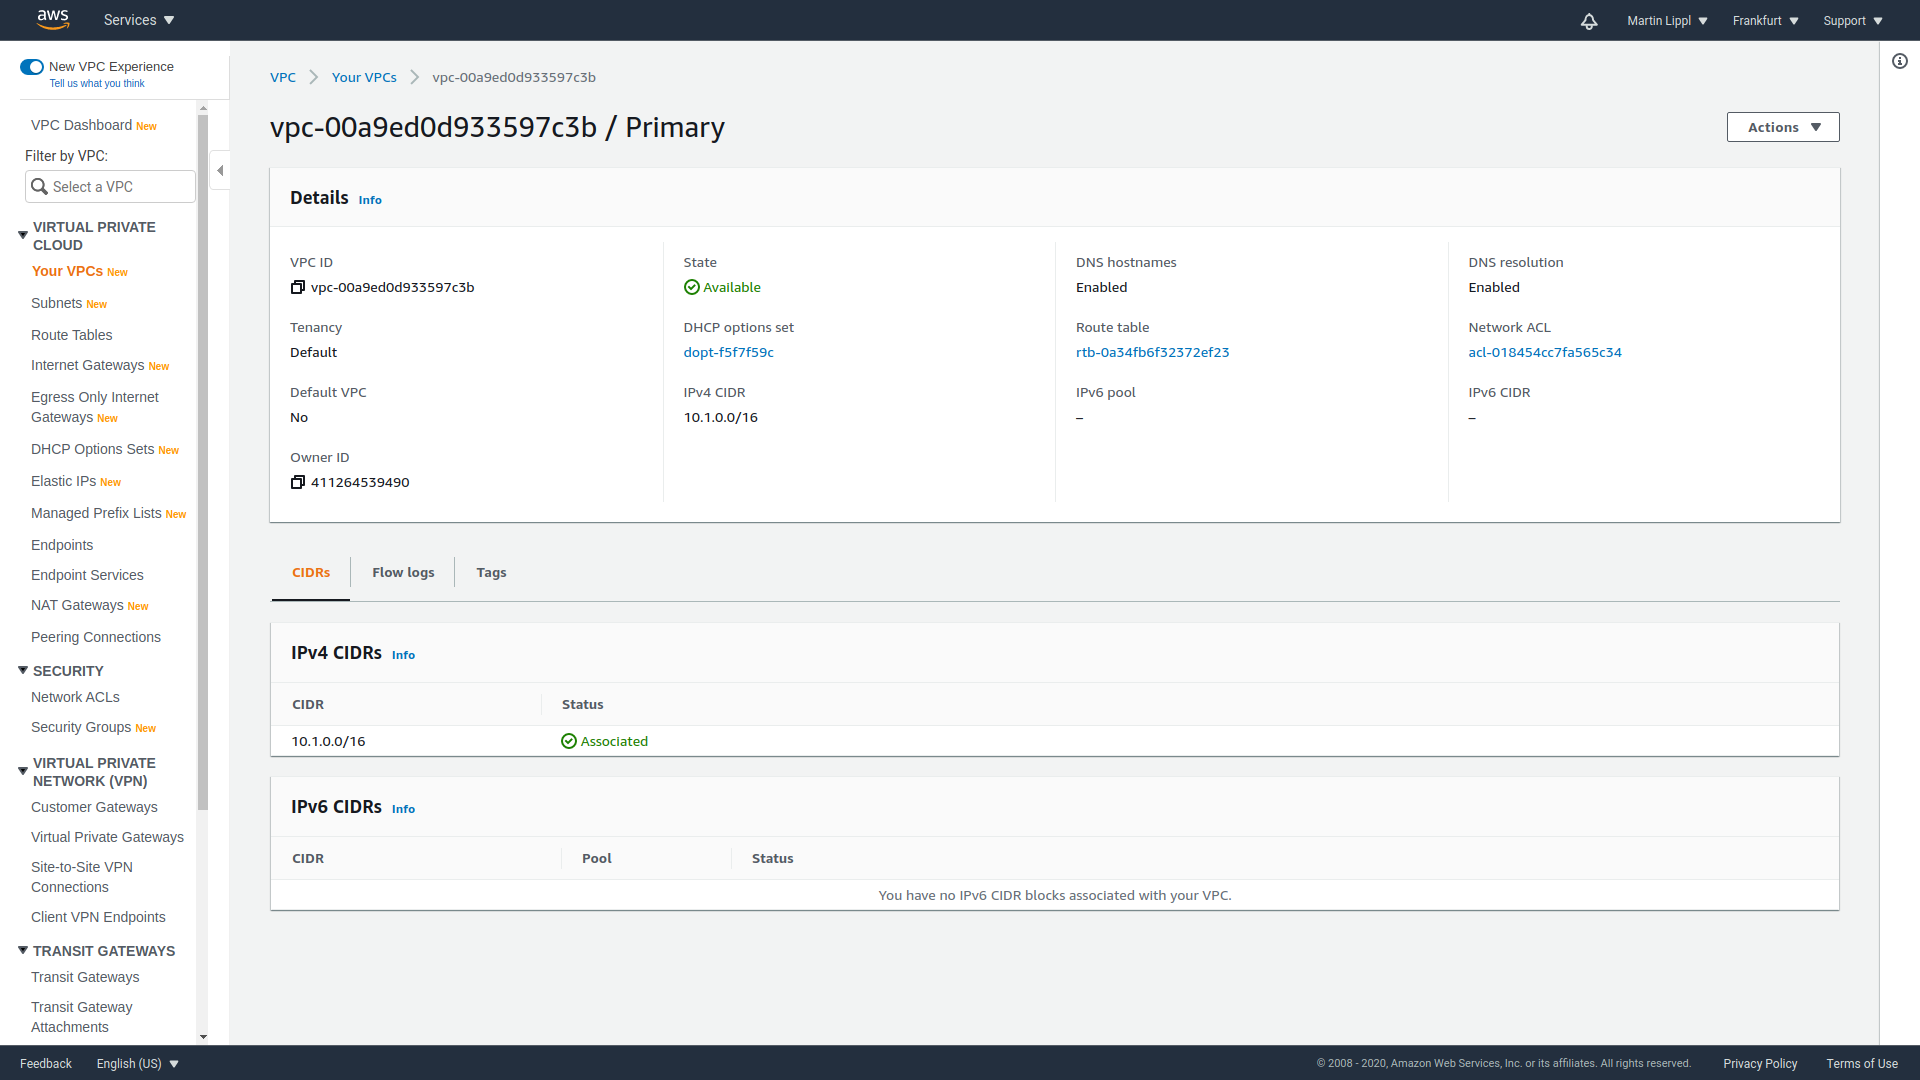 aws
Services
Martin Lippl
Frankfurt
Support
New VPC Experience
Tell us what you think
VPC Dashboard New
Filter by VPC:
Select a VPC
VIRTUAL PRIVATE
CLOUD
Your VPCs New
Subnets New
Route Tables
Internet Gateways New
Egress Only Internet
Gateways New
DHCP Options Sets New
Elastic IPs New
Managed Prefix Lists New
Endpoints
Endpoint Services
NAT Gateways New
Peering Connections
SECURITY
Network ACLs
Security Groups New
VIRTUAL PRIVATE
NETWORK (VPN)
Customer Gateways
Virtual Private Gateways
Site-to-Site VPN
Connections
Client VPN Endpoints
TRANSIT GATEWAYS
Transit Gateways
Transit Gateway
Attachments
VPC
Your VPCs
vpc-00a9ed0d933597c3b
vpc-00a9ed0d933597c3b / Primary
Actions
Details Info
VPC ID
vpc-00a9ed0d933597c3b
State
Available
DNS hostnames
Enabled
DNS resolution
Enabled
Tenancy
Default
DHCP options set
dopt-f5f7f59c
Route table
rtb-0a34fb6f32372ef23
Network ACL
acl-018454cc7fa565c34
Default VPC
No
IPv4 CIDR
10.1.0.0/16
IPv6 pool
–
IPv6 CIDR
–
Owner ID
411264539490
CIDRs
Flow logs
Tags
IPv4 CIDRs Info
CIDR Status
10.1.0.0/16 Associated
IPv6 CIDRs Info
CIDR Pool Status
You have no IPv6 CIDR blocks associated with your VPC.
Feedback
English (US)
© 2008 - 2020, Amazon Web Services, Inc. or its affiliates. All rights reserved.
Privacy Policy
Terms of Use